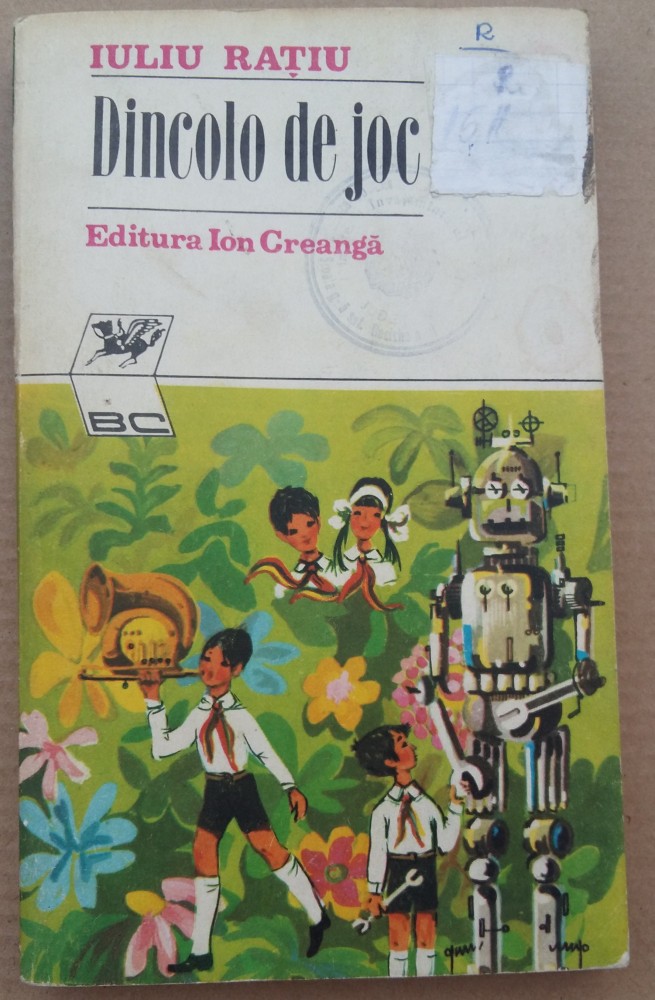 R
IULIU RAȚIU
Dincolo de joc
Editura Ion Creangă
BC